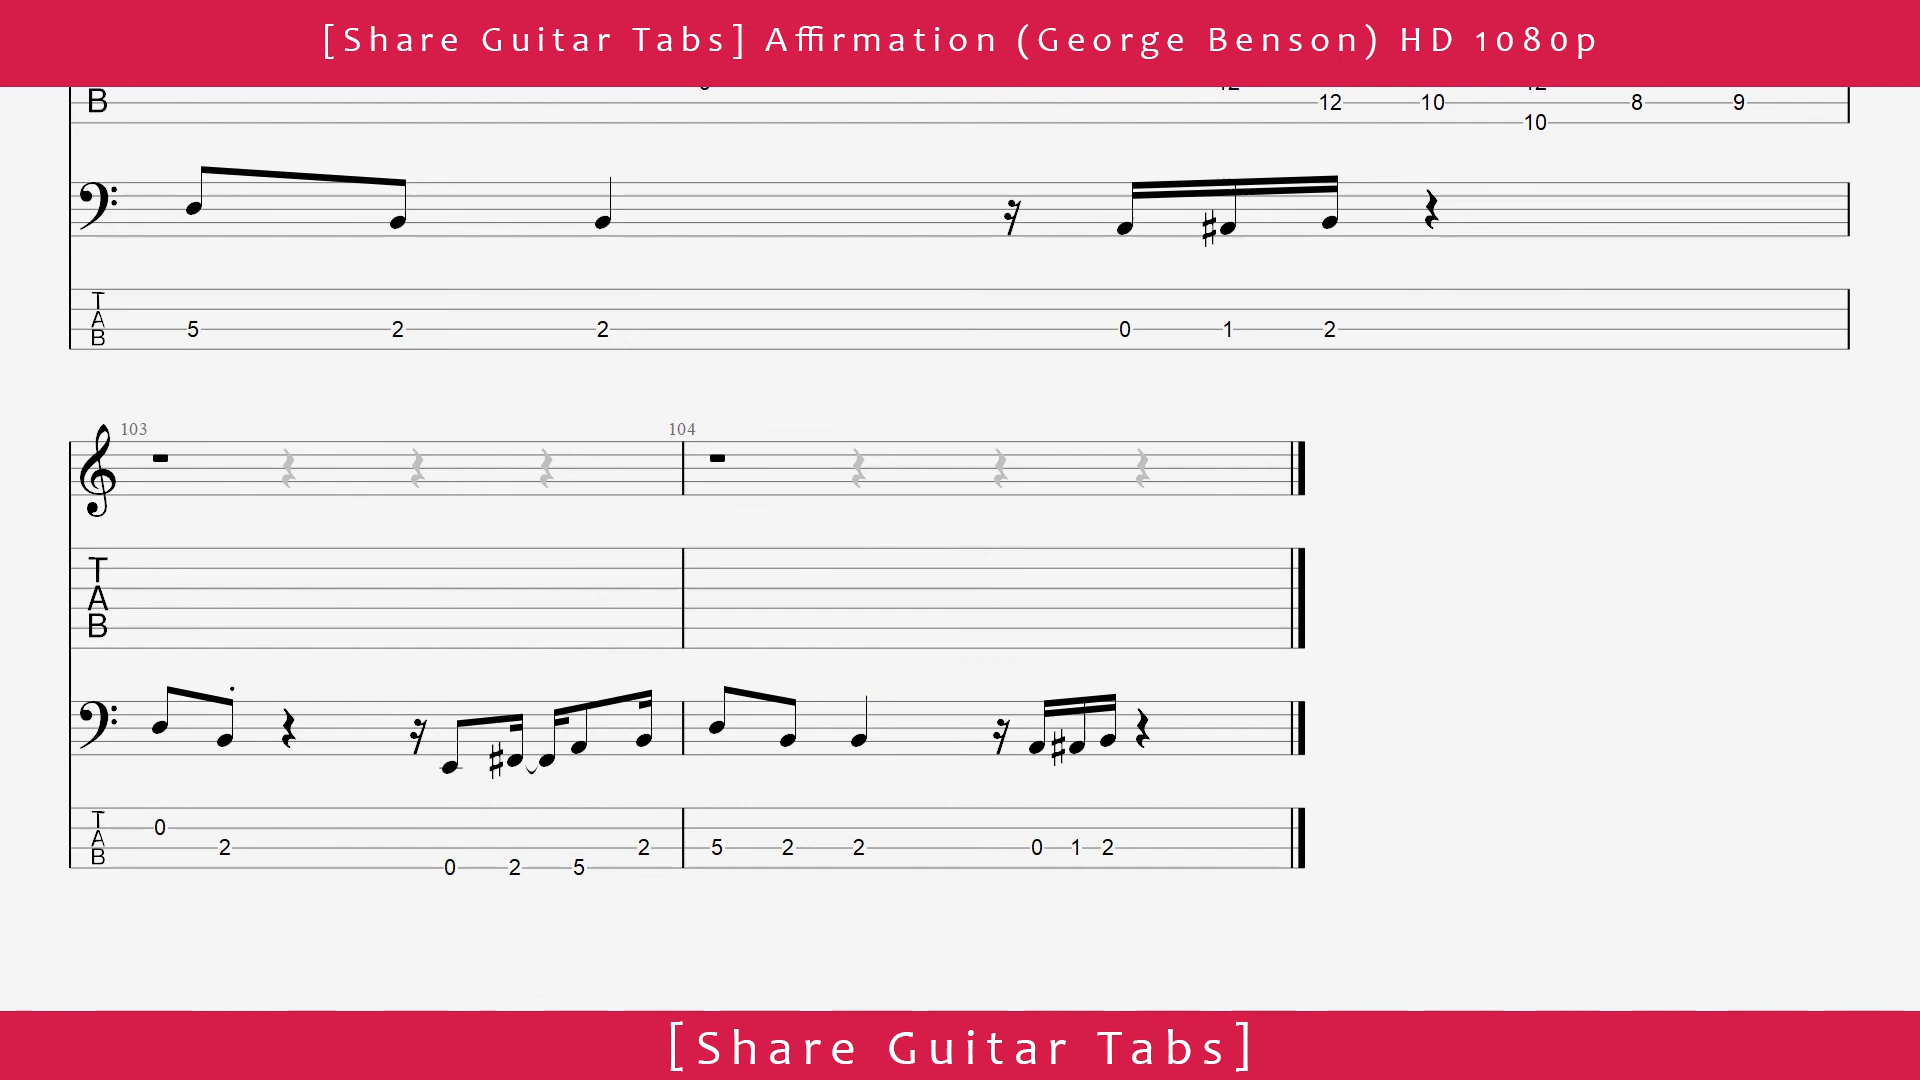 [Share Guitar Tabs] Affirmation (George Benson) HD 1080p
B 12 10 8 9
10
T
A
B
5 2 2 0 1 2
103 104
T
A
B
T
A
B
0
2 2 5 2 2 0 1 2
0 2 5
[Share Guitar Tabs]